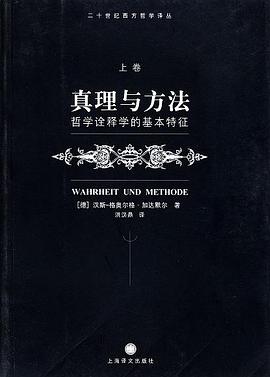 二十世纪西方哲学译丛
上卷
真理与方法
哲学诠释学的基本特征
WAHRHEIT UND METHODE
[德] 汉斯-格奥尔格·加达默尔 著
洪汉鼎 译
上海译文出版社